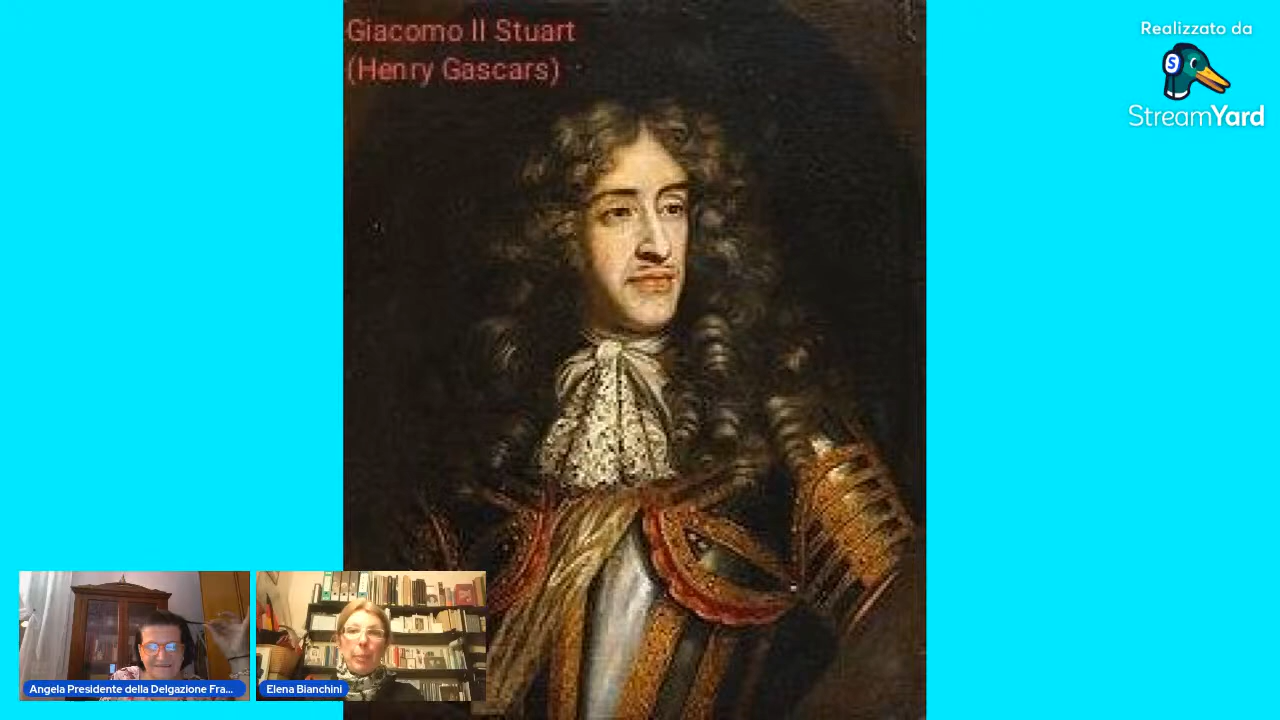 Giacomo II Stuart
(Henry Gascars)
Realizzato da
StreamYard
Angela Presidente della Delgazione Fra...
Elena Bianchini